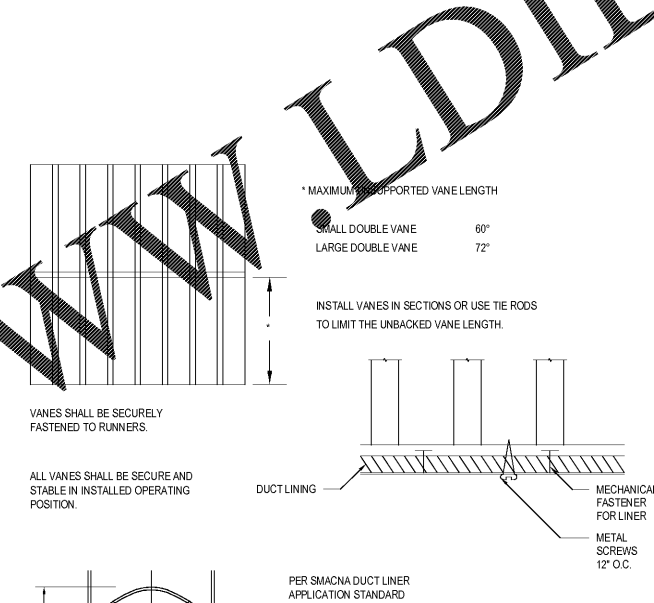 WW.LDII
* MAXIMUM UNSUPPORTED VANE LENGTH
SMALL DOUBLE VANE 60°
LARGE DOUBLE VANE 72°
INSTALL VANES IN SECTIONS OR USE TIE RODS
TO LIMIT THE UNBACKED VANE LENGTH.
*
VANES SHALL BE SECURELY
FASTENED TO RUNNERS.
ALL VANES SHALL BE SECURE AND
STABLE IN INSTALLED OPERATING
POSITION.
DUCT LINING
MECHANICA
FASTENER
FOR LINER
METAL
SCREWS
12" O.C.
PER SMACNA DUCT LINER
APPLICATION STANDARD